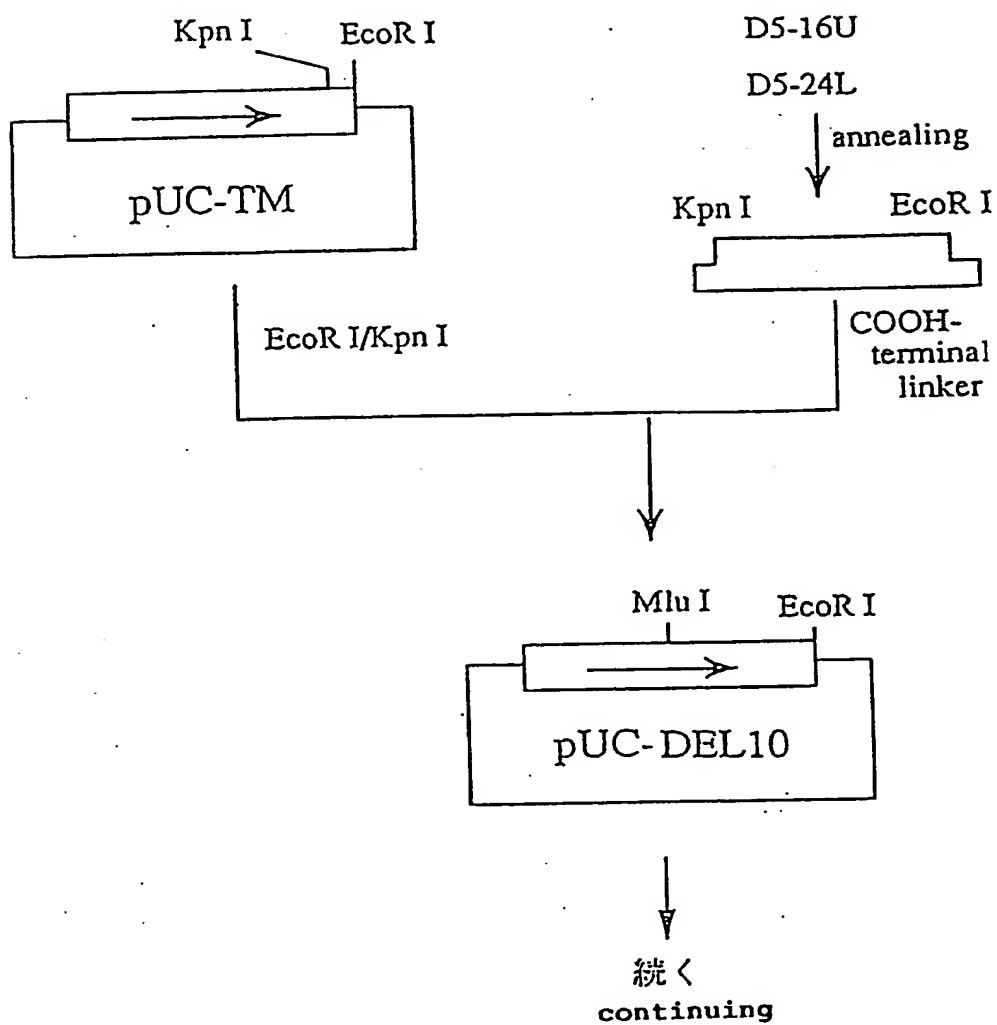 Kpn I
EcoR I
pUC-TM
EcoR I/Kpn I
D5-16U
D5-24L
annealing
Kpn I
EcoR I
COOH-
terminal
linker
Mlu I
EcoR I
pUC-DEL10
続く
continuing